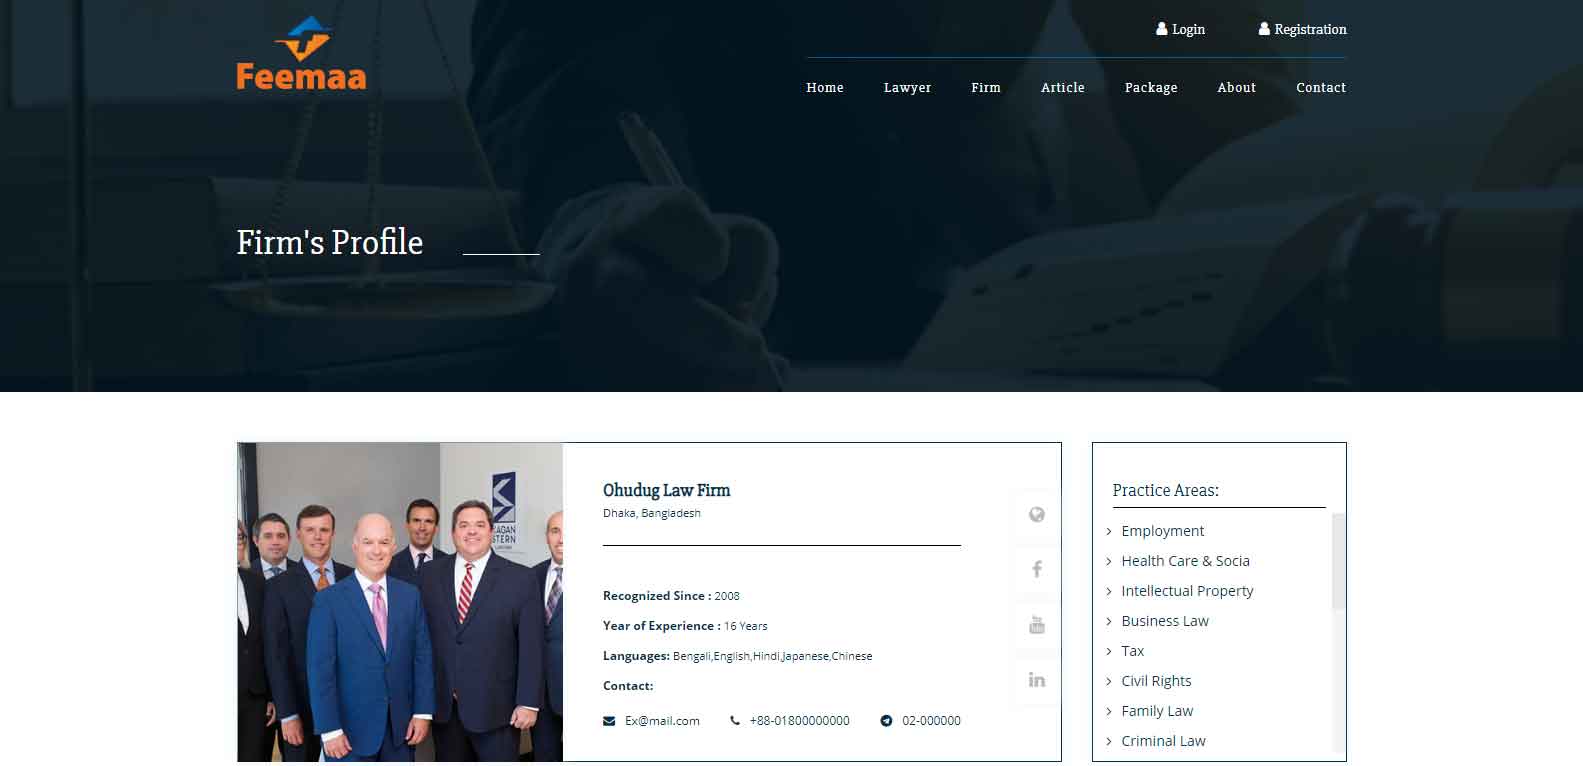 Feemaa
Login Registration
Home Lawyer Firm Article Package About Contact
Firm's Profile
Ohudug Law Firm
Dhaka, Bangladesh
Recognized Since : 2008
Year of Experience : 16 Years
Languages: Bengali,English,Hindi,Japanese,Chinese
Contact:
Ex@mail.com +88-01800000000 02-000000
Practice Areas:
Employment
Health Care & Socia
Intellectual Property
Business Law
Tax
Civil Rights
Family Law
Criminal Law